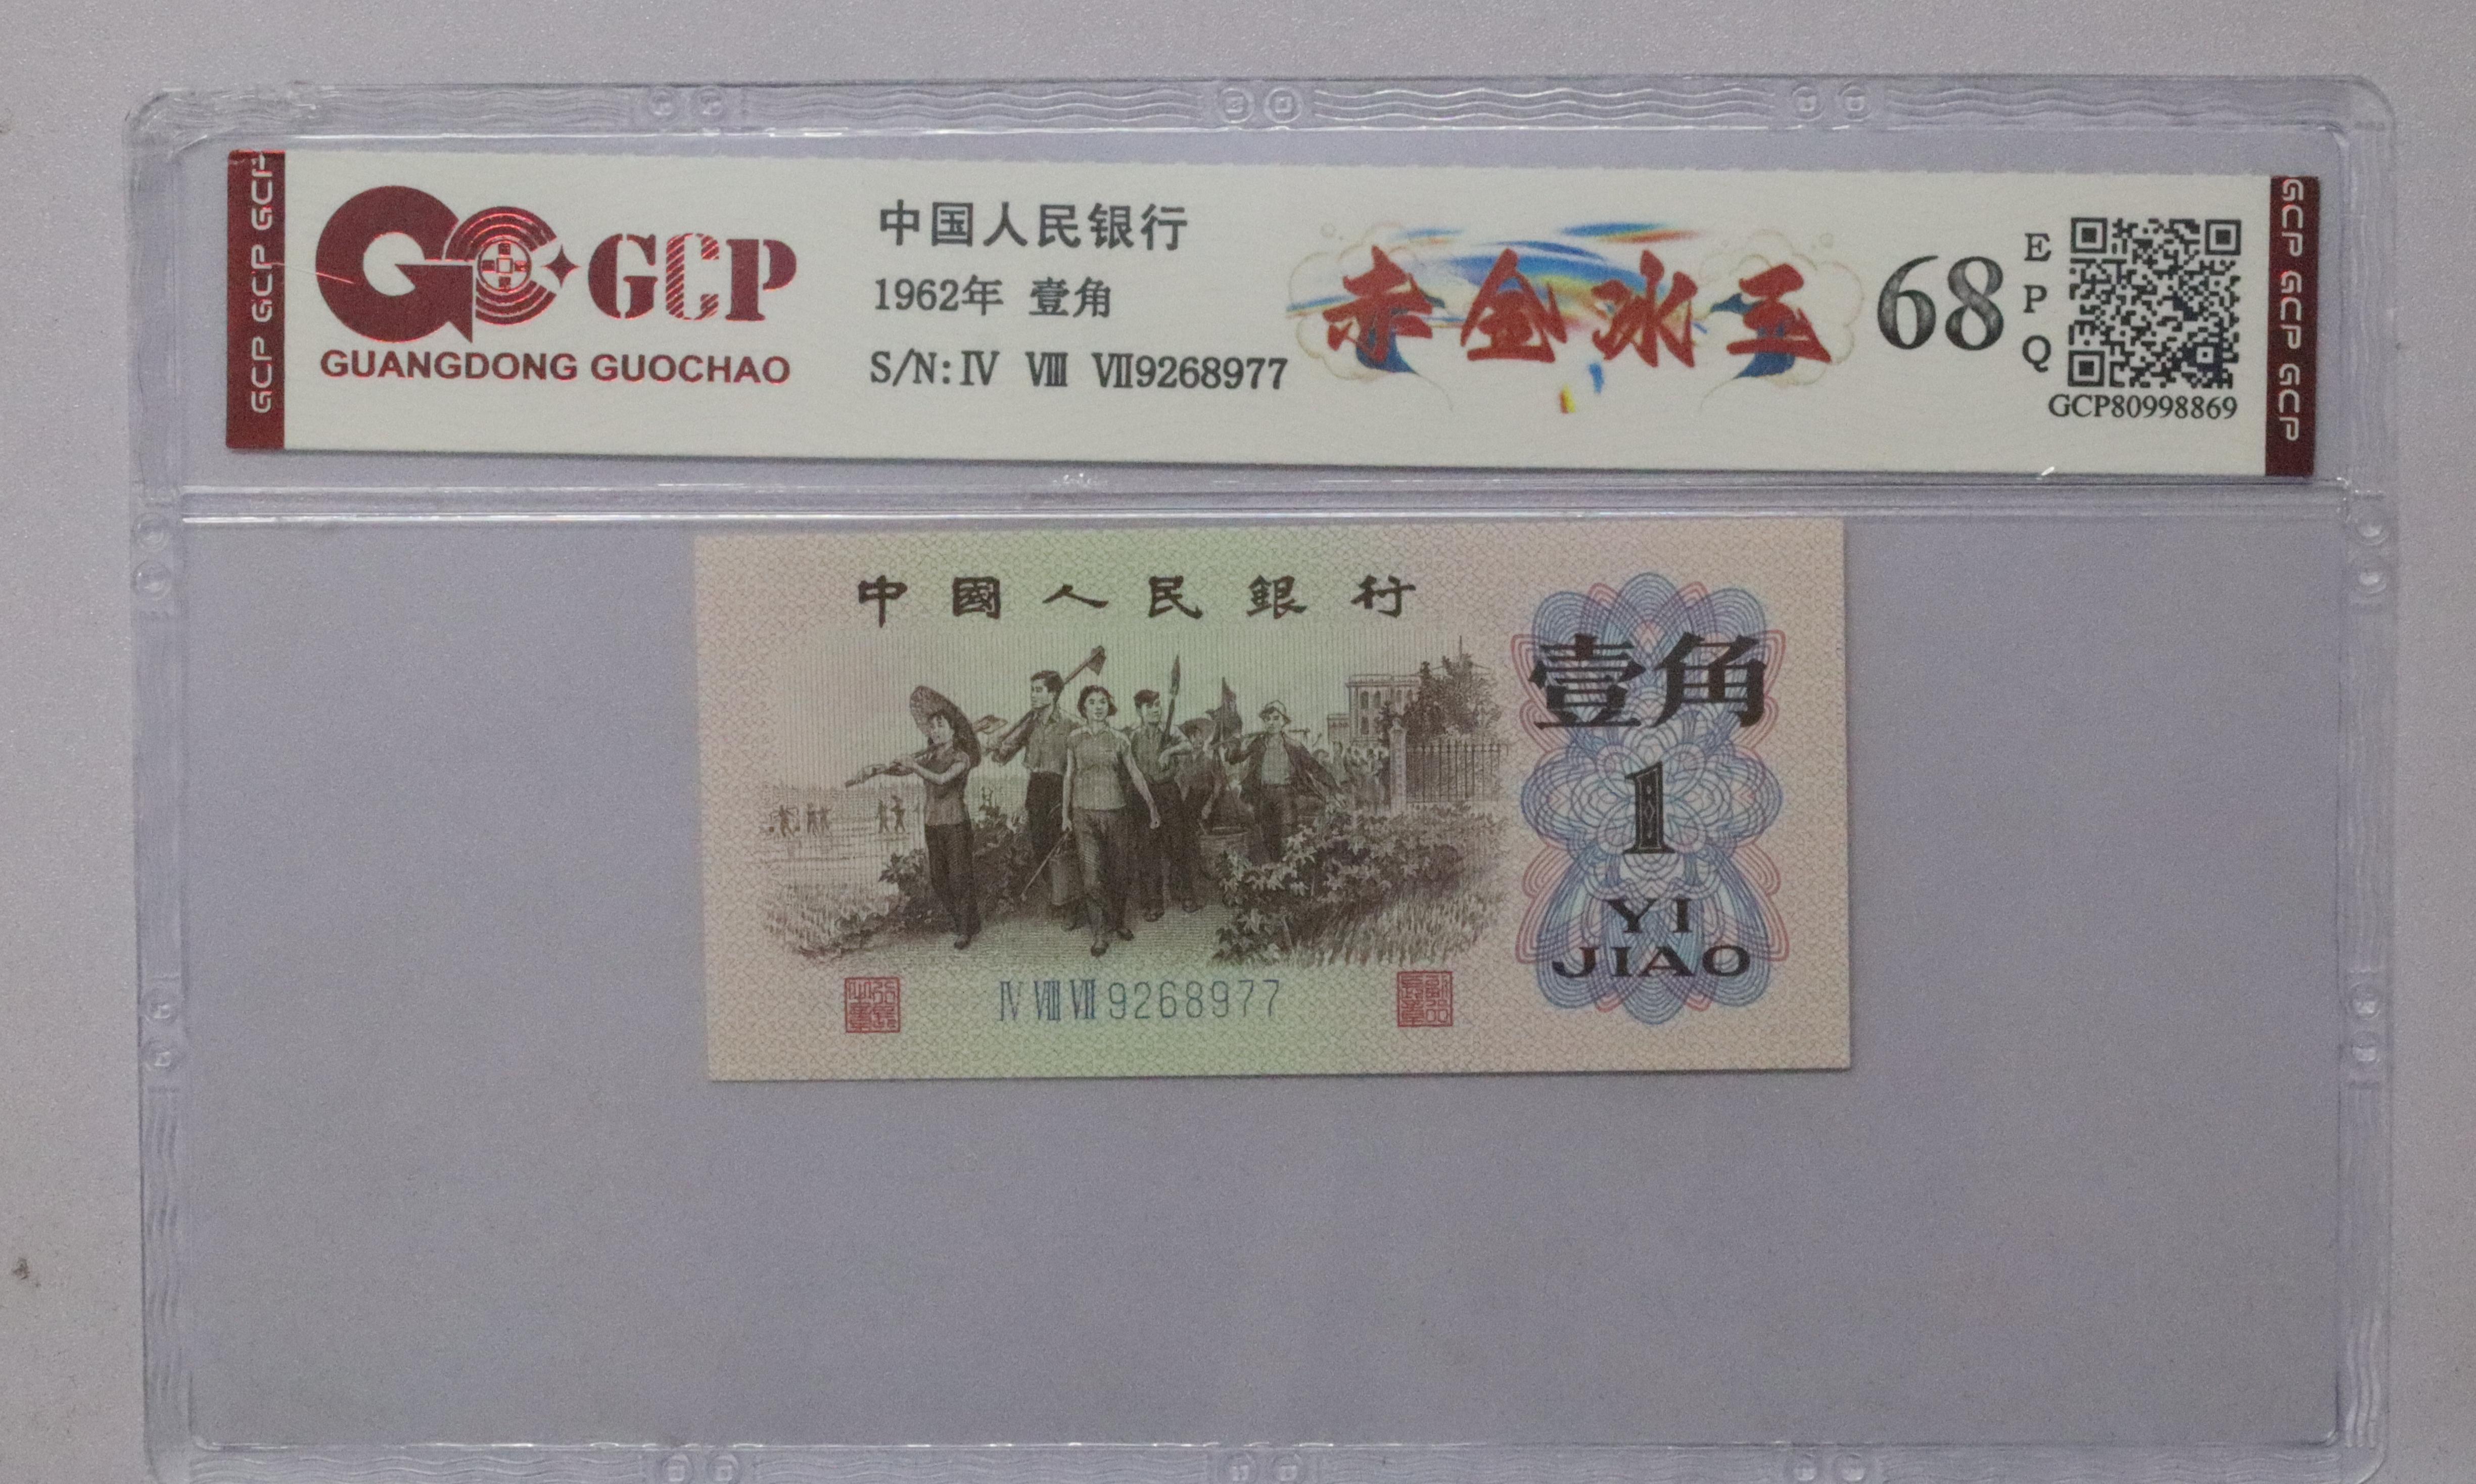 GCP GCP GCP
GCP
GUANGDONG GUOCHAO
中国人民银行
1962年 壹角
S/N:Ⅳ Ⅷ Ⅶ9268977
赤金冰王
68
EPQ
GCP80998869
GCP GCP GCP
中國人民銀行
壹角
1
YI
JIAO
Ⅳ Ⅷ Ⅶ 9268977